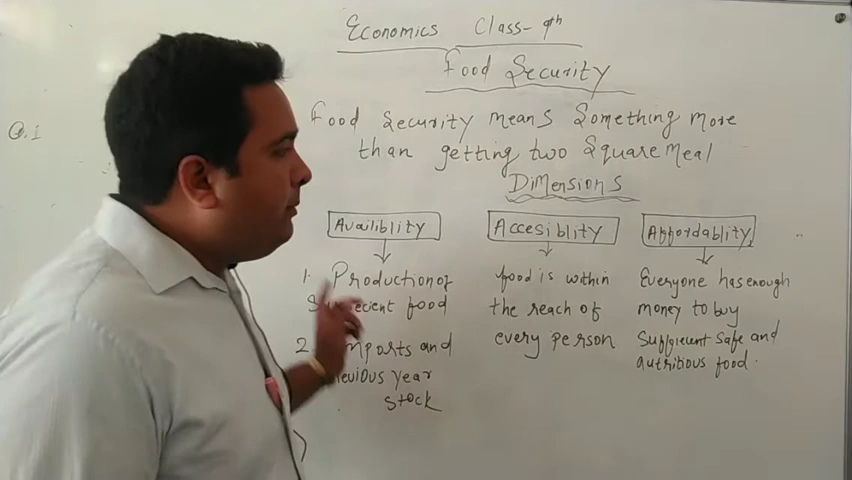 Economics Class-9th
Food Security
Q.1
Food Security means Something more
than getting two Square meal
Dimensions
Availiblity
1. Production of
food
2. Imports and
year
stock
Accesiblity
food is within
the reach of
every person
Affordablity
Everyone has enough
money to buy
Sufficient safe and
nutritious food.